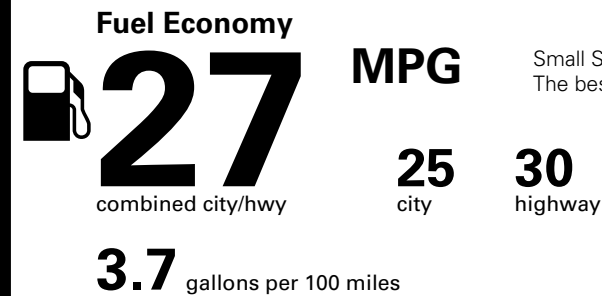 Fuel Economy
27 MPG
Small S
The bes
25 30
combined city/hwy city highway
3.7 gallons per 100 miles